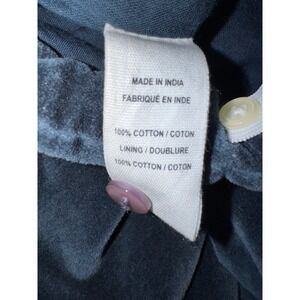 MADE IN INDIA
FABRIQUÉ EN INDE
100% COTTON / COTON
LINING / DOUBLURE
100% COTTON / COTON